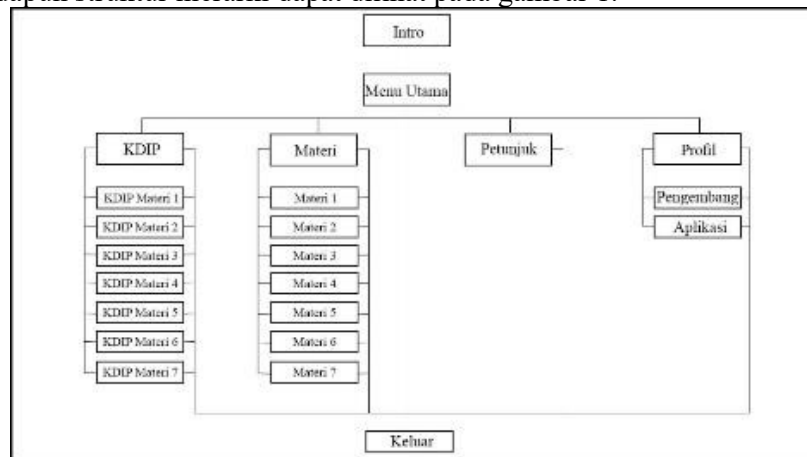 Intro
Menu Utama
KDIP
Materi
Petunjuk
Profil
KDIP Materi 1
Materi 1
Pengembang
KDIP Materi 2
Materi 2
Aplikasi
KDIP Materi 3
Materi 3
KDIP Materi 4
Materi 4
KDIP Materi 5
Materi 5
KDIP Materi 6
Materi 6
KDIP Materi 7
Materi 7
Keluar